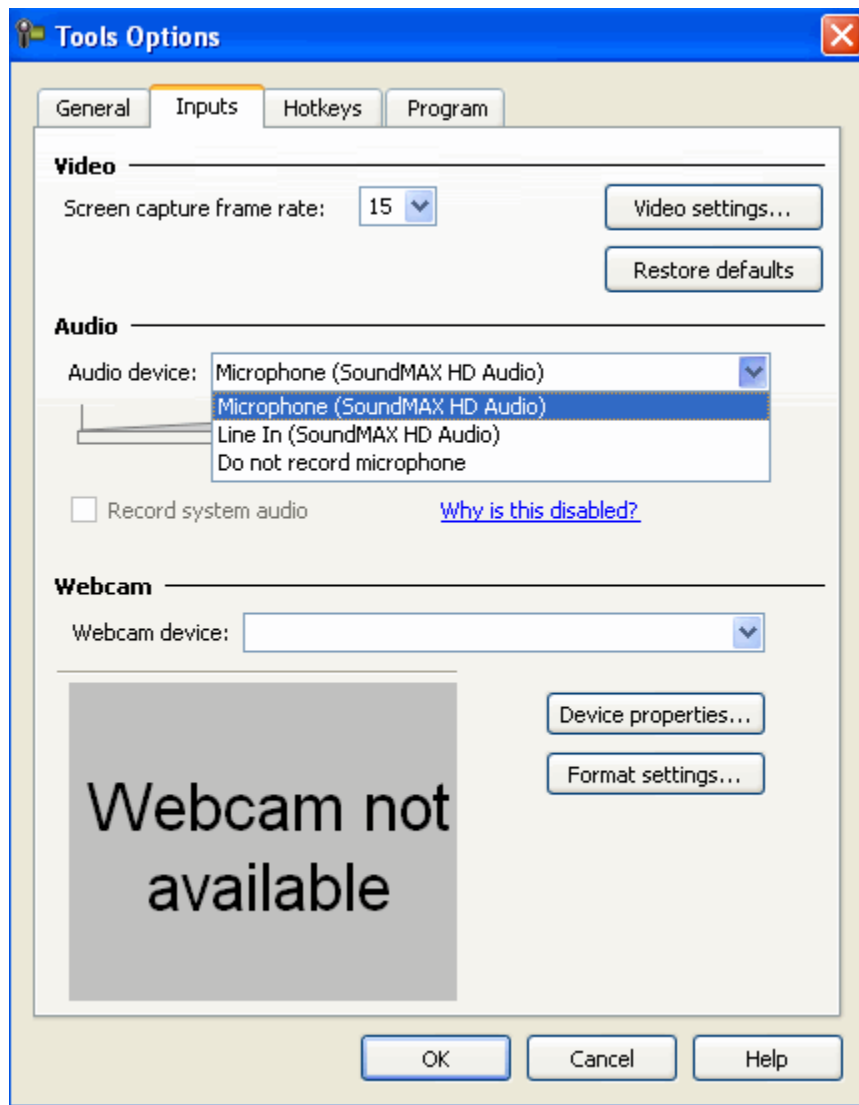 Tools Options
General Inputs Hotkeys Program
Video
Screen capture frame rate: 15 Video settings...
Restore defaults
Audio
Audio device: Microphone (SoundMAX HD Audio)
Microphone (SoundMAX HD Audio)
Line In (SoundMAX HD Audio)
Do not record microphone
Record system audio Why is this disabled?
Webcam
Webcam device:
Device properties...
Format settings...
Webcam not
available
OK Cancel Help